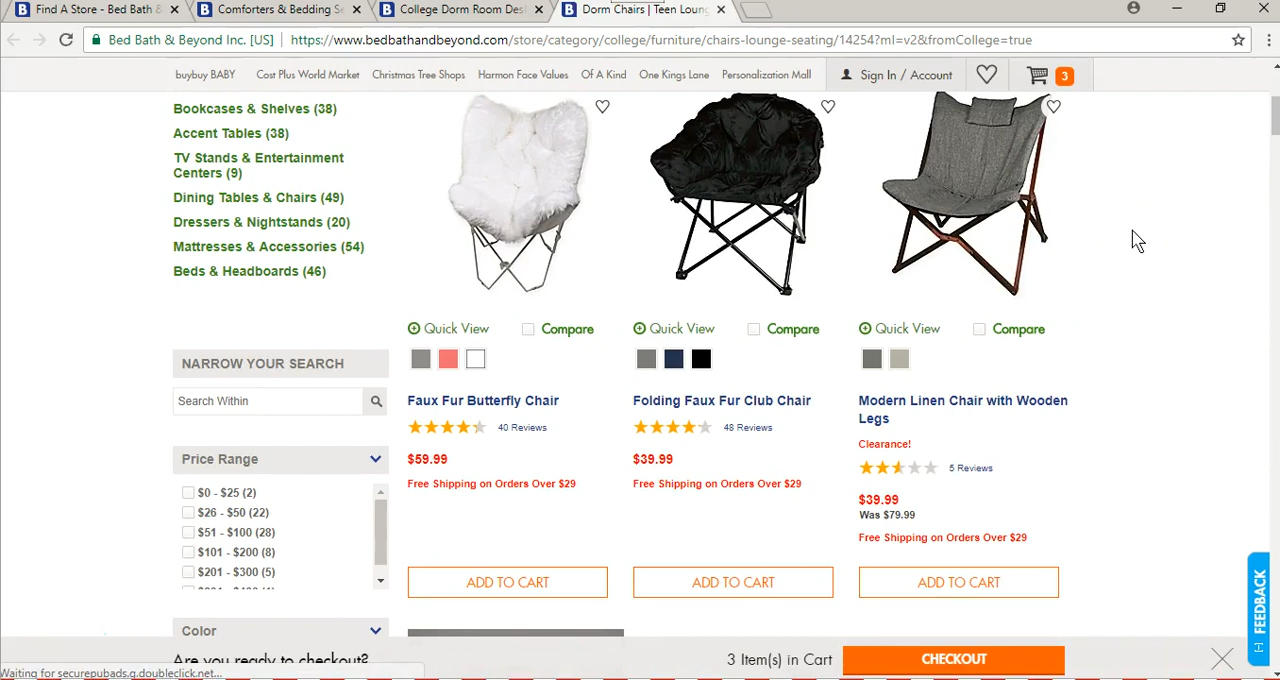 Find A Store - Bed Bath &
Comforters & Bedding Se
College Dorm Room Des
Dorm Chairs | Teen Loung
Bed Bath & Beyond Inc. [US]
https://www.bedbathandbeyond.com/store/category/college/furniture/chairs-lounge-seating/14254?ml=v2&fromCollege=true
buybuy BABY Cost Plus World Market Christmas Tree Shops Harmon Face Values Of A Kind One Kings Lane Personalization Mall Sign In / Account 3
Bookcases & Shelves (38)
Accent Tables (38)
TV Stands & Entertainment
Centers (9)
Dining Tables & Chairs (49)
Dressers & Nightstands (20)
Mattresses & Accessories (54)
Beds & Headboards (46)
NARROW YOUR SEARCH
Search Within
Price Range
$0 - $25 (2)
$26 - $50 (22)
$51 - $100 (28)
$101 - $200 (8)
$201 - $300 (5)
Color
Quick View Compare
Faux Fur Butterfly Chair
40 Reviews
$59.99
Free Shipping on Orders Over $29
ADD TO CART
Quick View Compare
Folding Faux Fur Club Chair
48 Reviews
$39.99
Free Shipping on Orders Over $29
ADD TO CART
Quick View Compare
Modern Linen Chair with Wooden
Legs
Clearance!
5 Reviews
$39.99
Was $79.99
Free Shipping on Orders Over $29
ADD TO CART
FEEDBACK
Are you ready to checkout?
3 Item(s) in Cart
CHECKOUT
Waiting for securepubads.g.doubleclick.net...